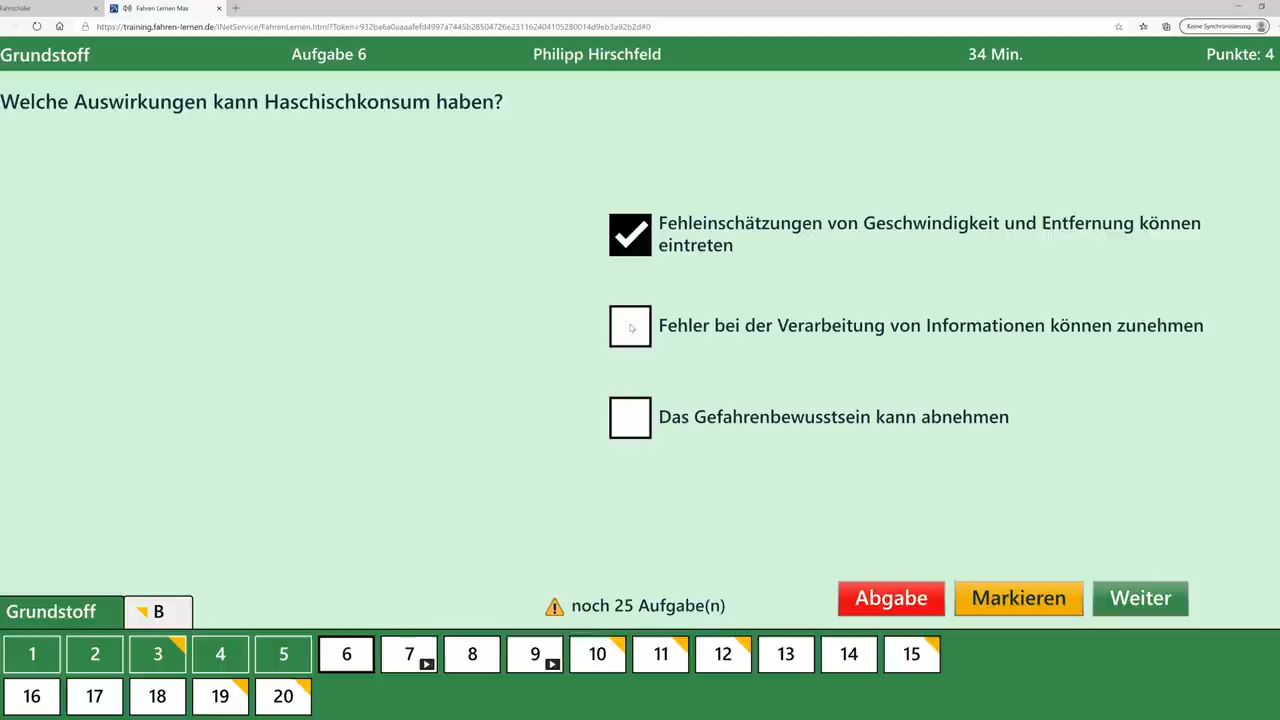 Fahrschüler
Fahren Lernen Max
https://training.fahren-lernen.de/iNetService/FahrenLernen.html?Token=932ba6a0aaaafefd4997a7445b28504726e231162404105280014d9eb3a92b2d#0
Keine Synchronisierung
Grundstoff
Aufgabe 6
Philipp Hirschfeld
34 Min.
Punkte: 4
Welche Auswirkungen kann Haschischkonsum haben?
Fehleinschätzungen von Geschwindigkeit und Entfernung können
eintreten
Fehler bei der Verarbeitung von Informationen können zunehmen
Das Gefahrenbewusstsein kann abnehmen
Grundstoff
B
noch 25 Aufgabe(n)
Abgabe
Markieren
Weiter
1 2 3 4 5 6 7 8 9 10 11 12 13 14 15
16 17 18 19 20